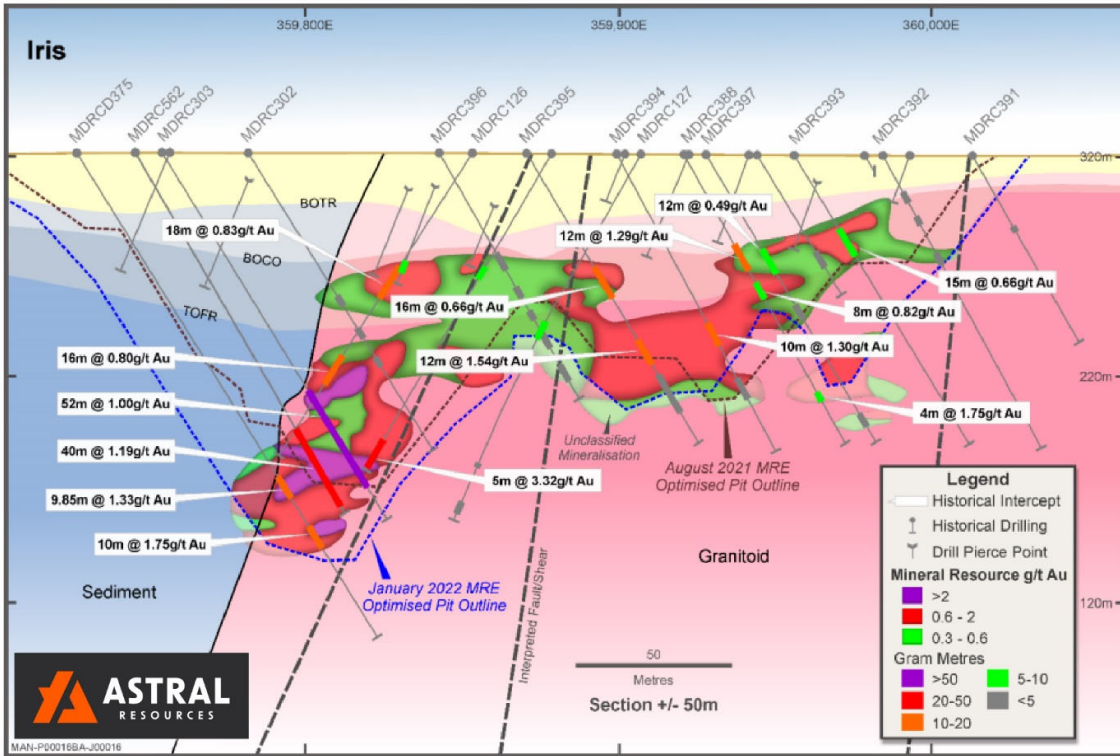 359,800E
359,900E
360,000E
Iris
MDRCD375
MDRC562
MDRC303
MDRC302
MDRC396
MDRC126
MDRC395
MDRC394
MDRC127
MDRC388
MDRC397
MDRC393
MDRC392
MDRC391
320m
BOTR
12m @ 0.49g/t Au
18m @ 0.83g/t Au
12m @ 1.29g/t Au
BOCO
15m @ 0.66g/t Au
16m @ 0.66g/t Au
TOFR
8m @ 0.82g/t Au
10m @ 1.30g/t Au
16m @ 0.80g/t Au
12m @ 1.54g/t Au
220m
52m @ 1.00g/t Au
4m @ 1.75g/t Au
Unclassified
Mineralisation
40m @ 1.19g/t Au
August 2021 MRE
Optimised Pit Outline
5m @ 3.32g/t Au
9.85m @ 1.33g/t Au
10m @ 1.75g/t Au
Sediment
January 2022 MRE
Optimised Pit Outline
Interpreted Fault/Shear
Granitoid
120m
50
Metres
Section +/- 50m
Legend
Historical Intercept
Historical Drilling
Drill Pierce Point
Mineral Resource g/t Au
>2
0.6 - 2
0.3 - 0.6
Gram Metres
>50
5-10
20-50
<5
10-20
ASTRAL
RESOURCES
MAN-P00016BA-J00016